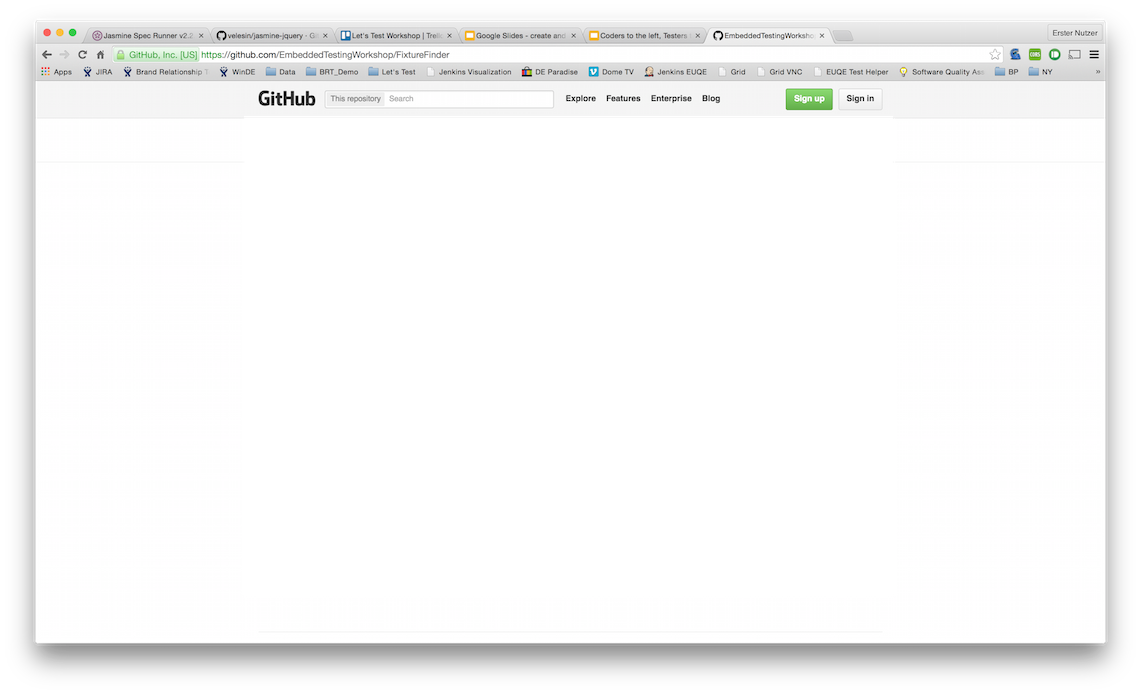 Jasmine Spec Runner v2.2 velesin/jasmine-jquery · Gi Let's Test Workshop | Trello Google Slides - create and Coders to the left, Testers EmbeddedTestingWorkshop Erster Nutzer
GitHub, Inc. [US] https://github.com/EmbeddedTestingWorkshop/FixtureFinder
Apps JIRA Brand Relationship T WinDE Data BRT_Demo Let's Test Jenkins Visualization DE Paradise Dome TV Jenkins EUQE Grid Grid VNC EUQE Test Helper Software Quality Ass BP NY »
GitHub This repository Search Explore Features Enterprise Blog Sign up Sign in